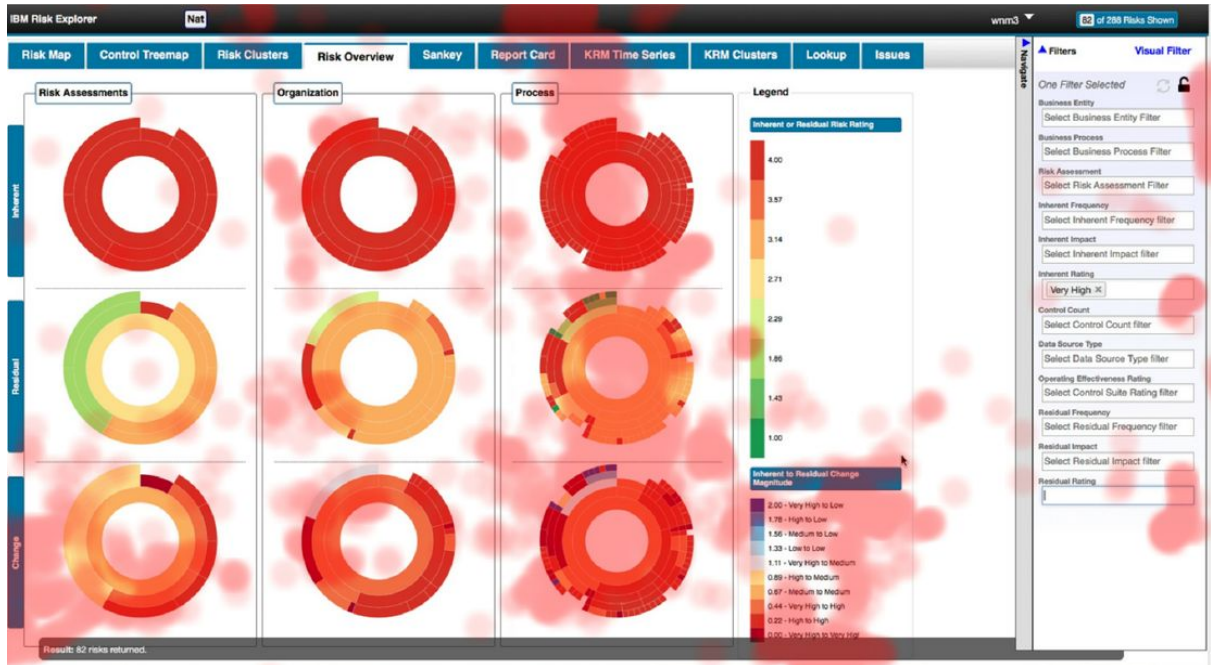 IBM Risk Explorer
Nat
wnm3
82 of 288 Risks Shown
Risk Map
Control Treemap
Risk Clusters
Risk Overview
Sankey
Report Card
KRM Time Series
KRM Clusters
Lookup
Issues
Navigate
Filters
Visual Filter
Risk Assessments
Organization
Process
Legend
Inherent
Residual
Change
Inherent or Residual Risk Rating
4.00
3.57
3.14
2.71
2.29
1.86
1.43
1.00
Inherent to Residual Change
Magnitude
2.00 - Very High to Low
1.78 - High to Low
1.56 - Medium to Low
1.33 - Low to Low
1.11 - Very High to Medium
0.89 - High to Medium
0.67 - Medium to Medium
0.44 - Very High to High
0.22 - High to High
0.00 - Very High to Very High
One Filter Selected
Business Entity
Select Business Entity Filter
Business Process
Select Business Process Filter
Risk Assessment
Select Risk Assessment Filter
Inherent Frequency
Select Inherent Frequency filter
Inherent Impact
Select Inherent Impact filter
Inherent Rating
Very High ×
Control Count
Select Control Count filter
Data Source Type
Select Data Source Type filter
Operating Effectiveness Rating
Select Control Suite Rating filter
Residual Frequency
Select Residual Frequency filter
Residual Impact
Select Residual Impact filter
Residual Rating
Result: 82 risks returned.